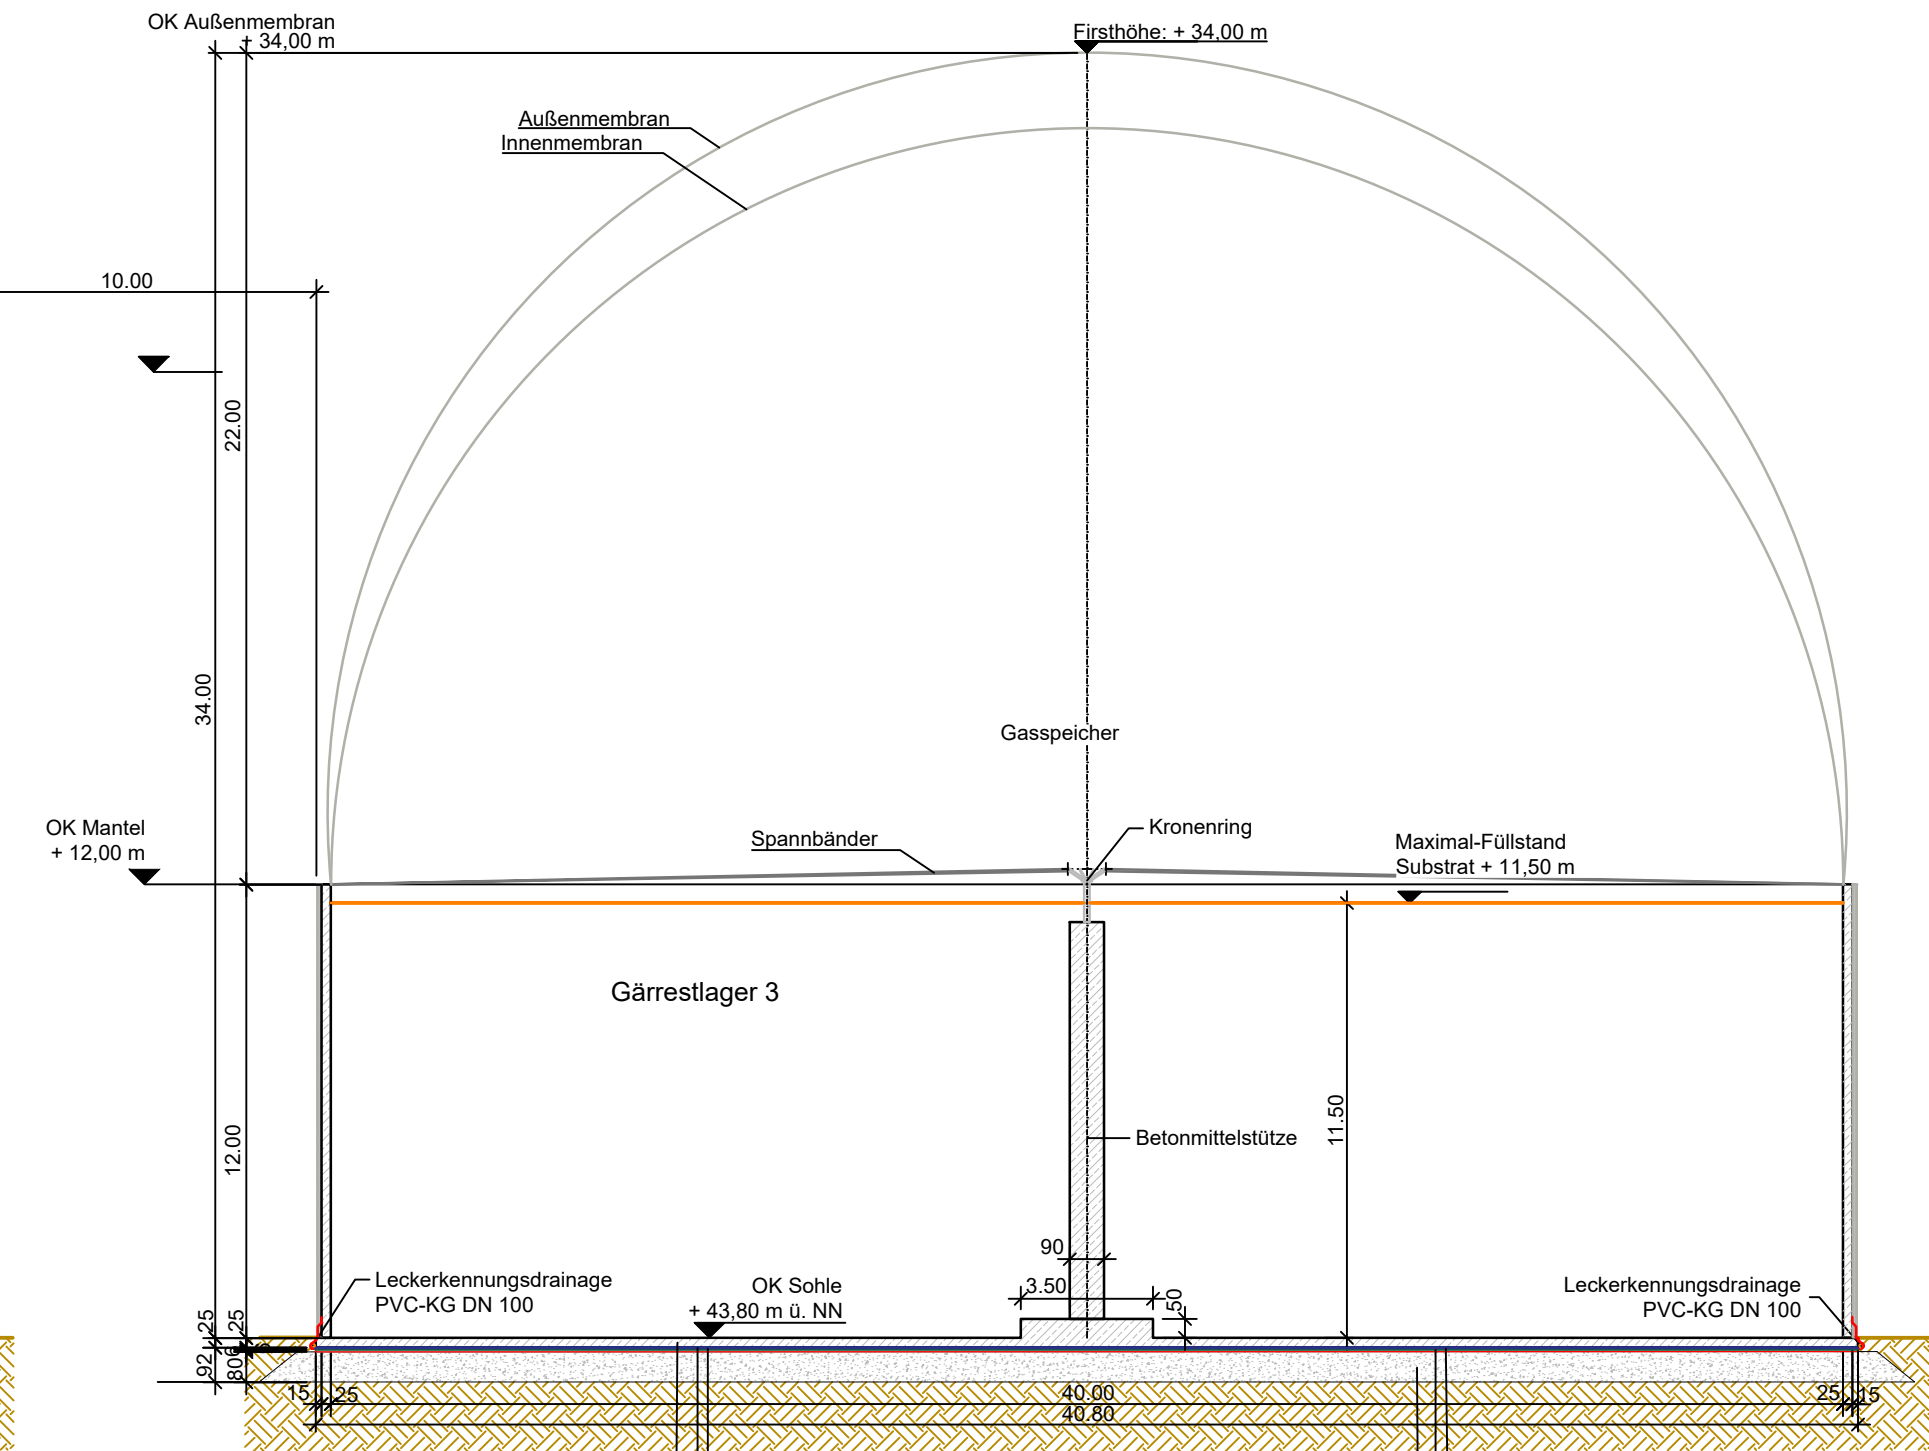 OK Außenmembran
+ 34,00 m
Firsthöhe: + 34,00 m
Außenmembran
Innenmembran
10.00
22.00
34.00
Gasspeicher
OK Mantel
+ 12,00 m
Spannbänder
Kronenring
Maximal-Füllstand
Substrat + 11,50 m
Gärrestlager 3
12.00
11.50
Betonmittelstütze
90
3.50
50
Leckerkennungsdrainage
PVC-KG DN 100
OK Sohle
+ 43,80 m ü. NN
Leckerkennungsdrainage
PVC-KG DN 100
25
25
92
80
15
25
40.00
25
15
40.80